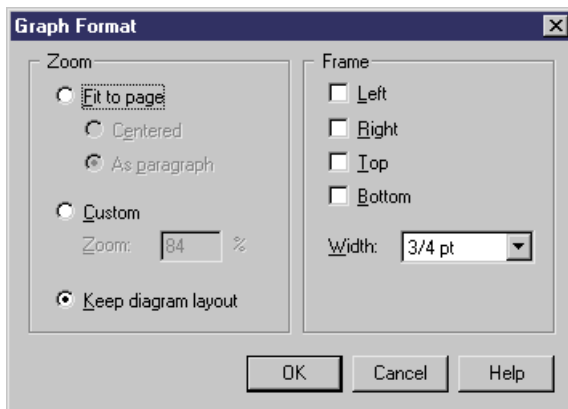 Graph Format
Zoom
Fit to page
Centered
As paragraph
Custom
Zoom: 84 %
Keep diagram layout
Frame
Left
Right
Top
Bottom
Width: 3/4 pt
OK Cancel Help